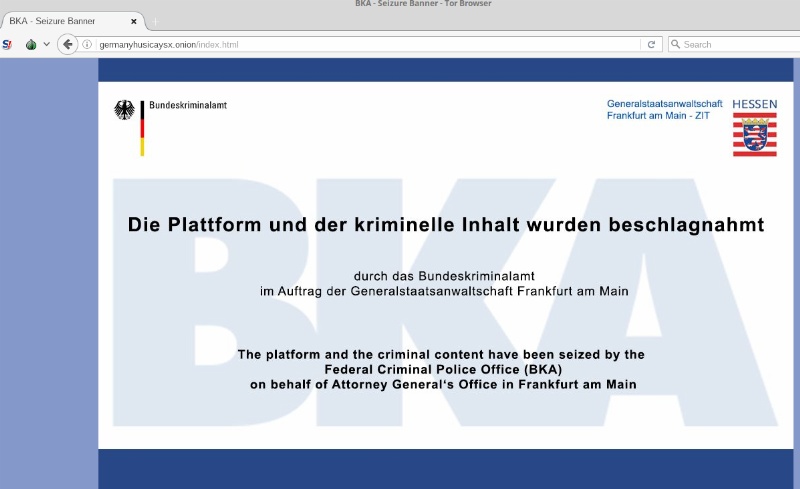 BKA - Seizure Banner - Tor Browser
BKA - Seizure Banner
germanyhusicaysx.onion/index.html
Search
Bundeskriminalamt
Generalstaatsanwaltschaft
Frankfurt am Main - ZIT
HESSEN
BKA
Die Plattform und der kriminelle Inhalt wurden beschlagnahmt
durch das Bundeskriminalamt
im Auftrag der Generalstaatsanwaltschaft Frankfurt am Main
The platform and the criminal content have been seized by the
Federal Criminal Police Office (BKA)
on behalf of Attorney General‘s Office in Frankfurt am Main